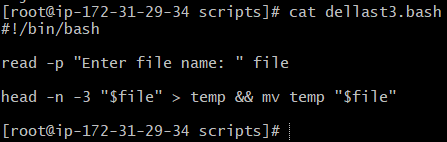 [root@ip-172-31-29-34 scripts]# cat dellast3.bash
#!/bin/bash
read -p "Enter file name: " file
head -n -3 "$file" > temp && mv temp "$file"
[root@ip-172-31-29-34 scripts]#